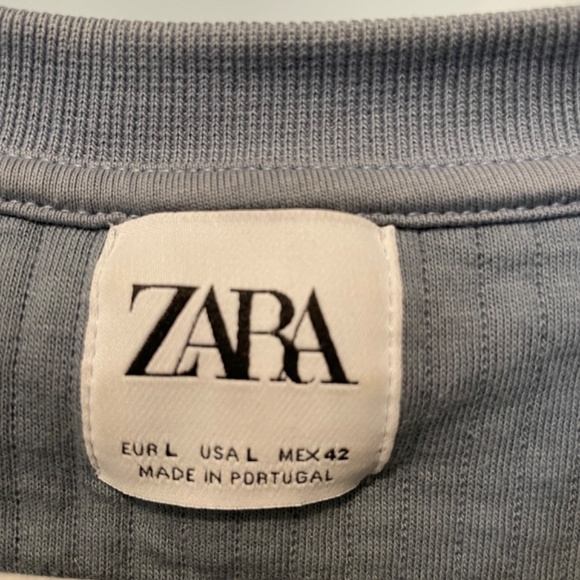 ZARA
EUR L USA L MEX 42
MADE IN PORTUGAL